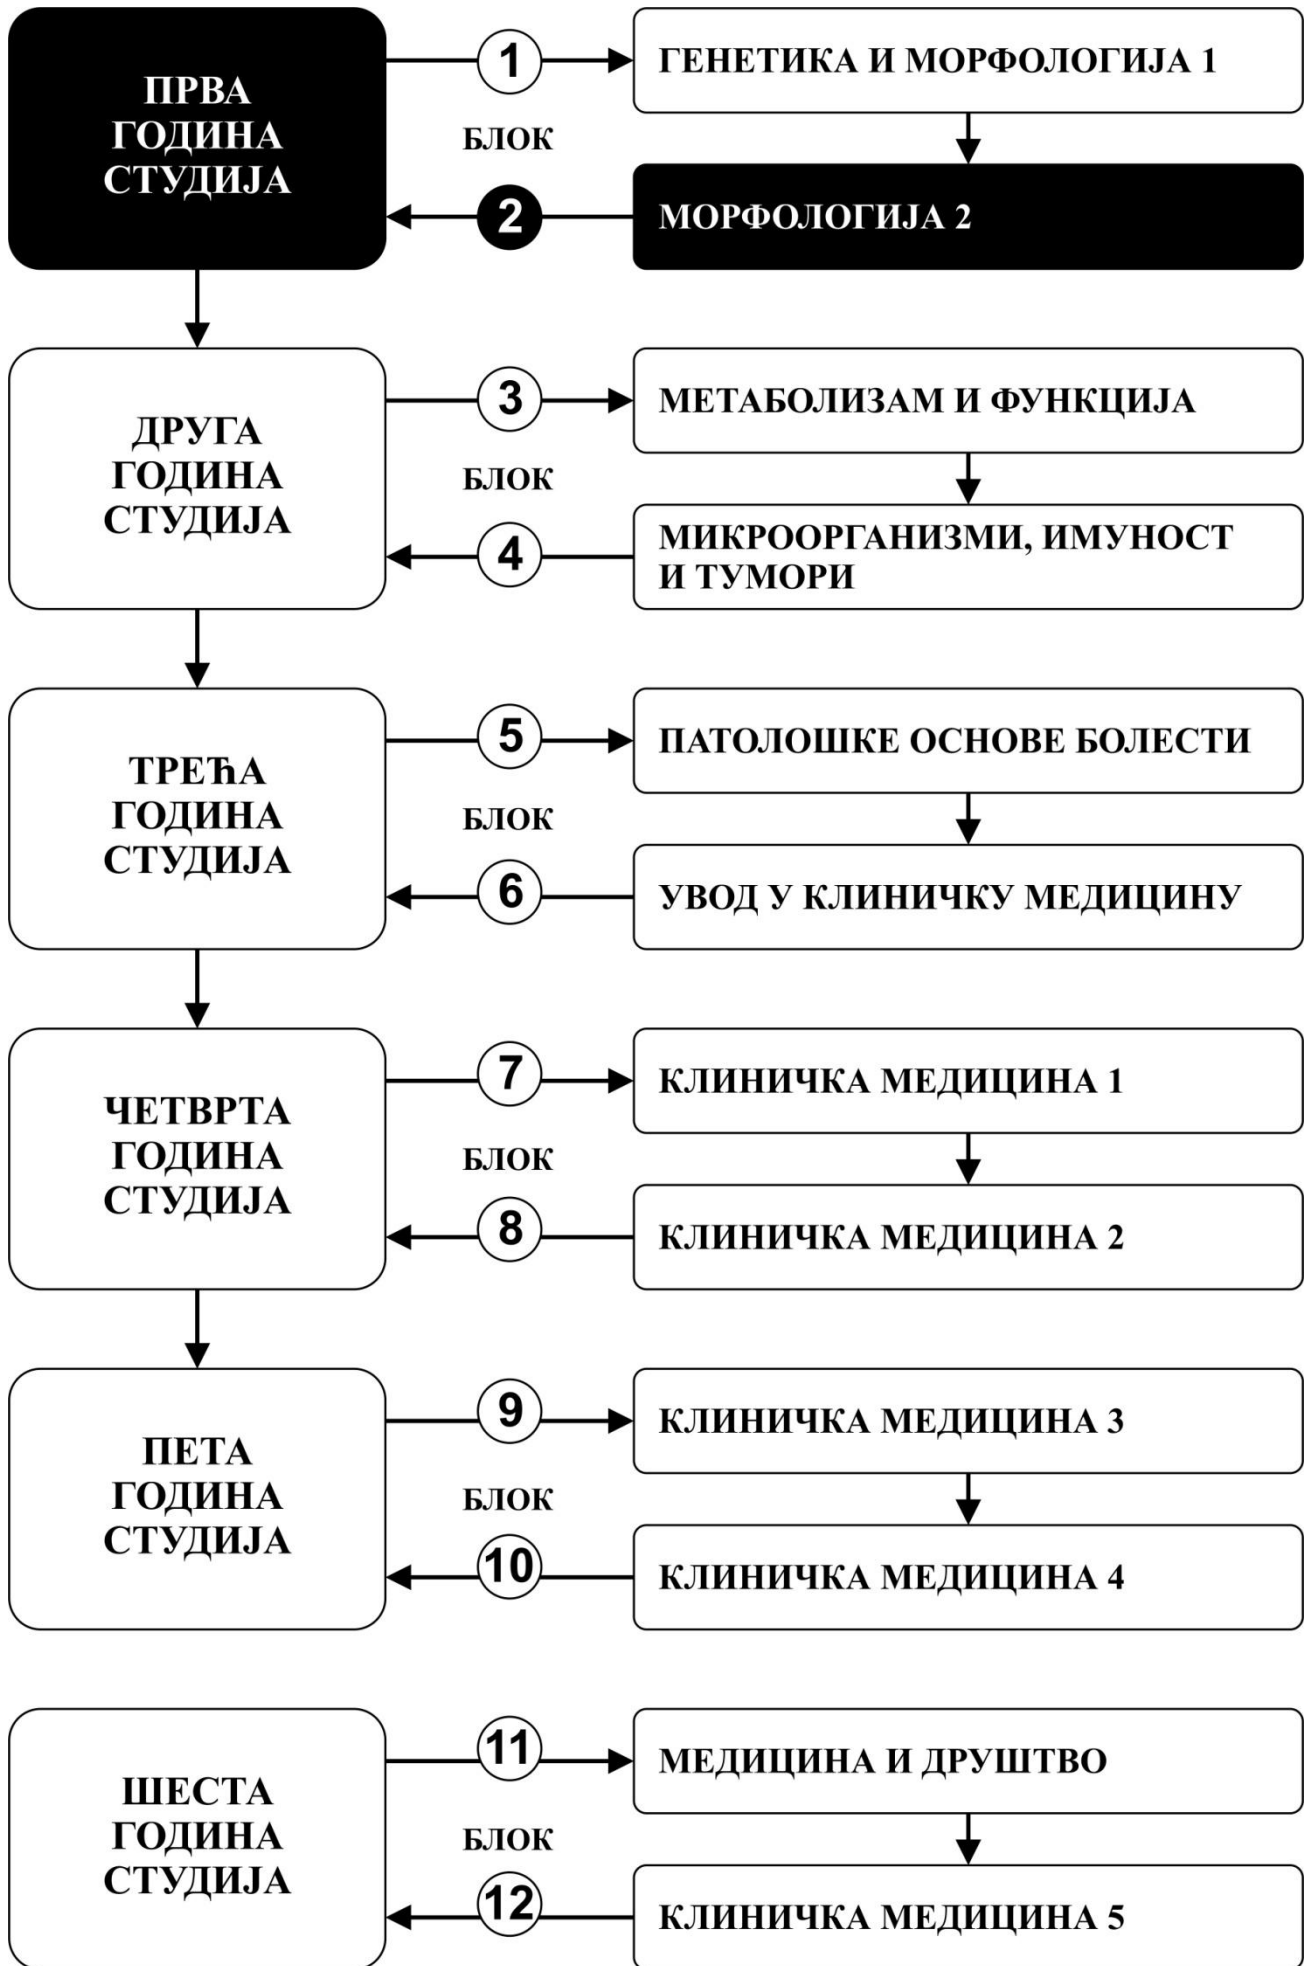 ПРВА
ГОДИНА
СТУДИЈА
1
ГЕНЕТИКА И МОРФОЛОГИЈА 1
БЛОК
2
МОРФОЛОГИЈА 2
ДРУГА
ГОДИНА
СТУДИЈА
3
МЕТАБОЛИЗАМ И ФУНКЦИЈА
БЛОК
4
МИКРООРГАНИЗМИ, ИМУНОСТ
И ТУМОРИ
ТРЕЋА
ГОДИНА
СТУДИЈА
5
ПАТОЛОШКЕ ОСНОВЕ БОЛЕСТИ
БЛОК
6
УВОД У КЛИНИЧКУ МЕДИЦИНУ
ЧЕТВРТА
ГОДИНА
СТУДИЈА
7
КЛИНИЧКА МЕДИЦИНА 1
БЛОК
8
КЛИНИЧКА МЕДИЦИНА 2
ПЕТА
ГОДИНА
СТУДИЈА
9
КЛИНИЧКА МЕДИЦИНА 3
БЛОК
10
КЛИНИЧКА МЕДИЦИНА 4
ШЕСТА
ГОДИНА
СТУДИЈА
11
МЕДИЦИНА И ДРУШТВО
БЛОК
12
КЛИНИЧКА МЕДИЦИНА 5